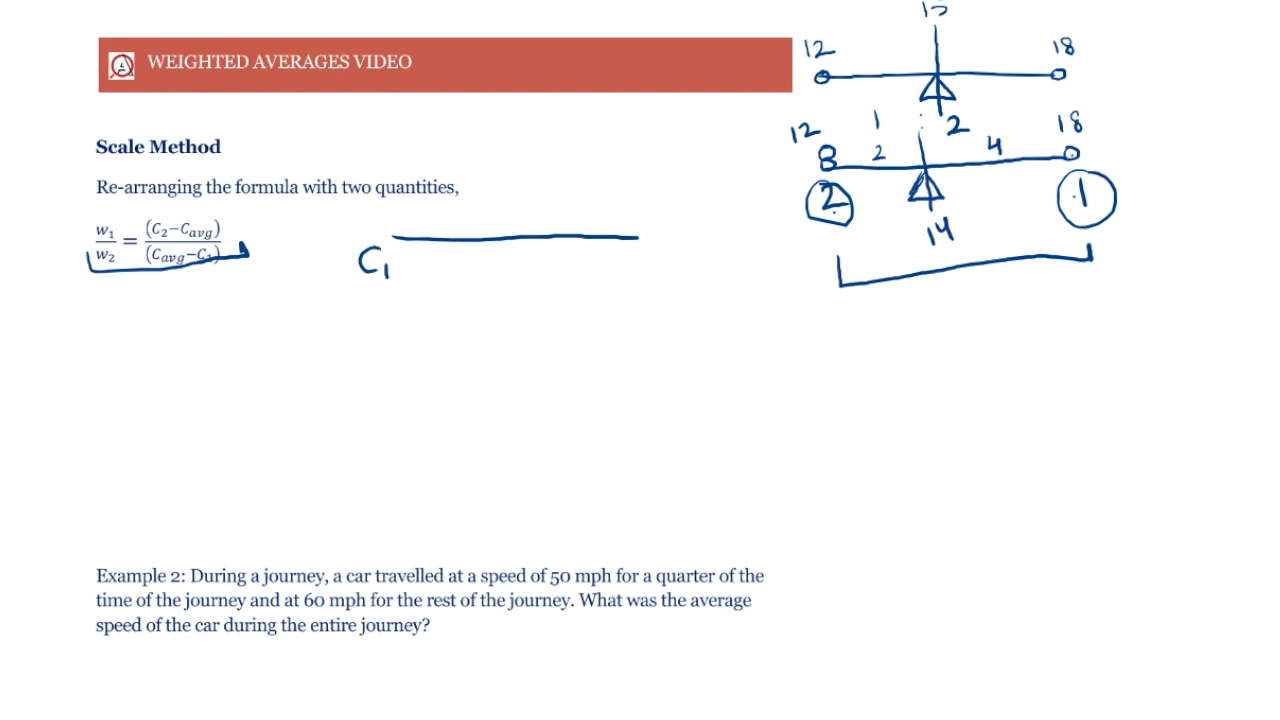 15
WEIGHTED AVERAGES VIDEO
12 18
Scale Method
12 1 2 18
2 4
Re-arranging the formula with two quantities,
2 1
w₁/w₂ = (C₂−Cavg)/(Cavg−C₁)
14
C₁
Example 2: During a journey, a car travelled at a speed of 50 mph for a quarter of the
time of the journey and at 60 mph for the rest of the journey. What was the average
speed of the car during the entire journey?